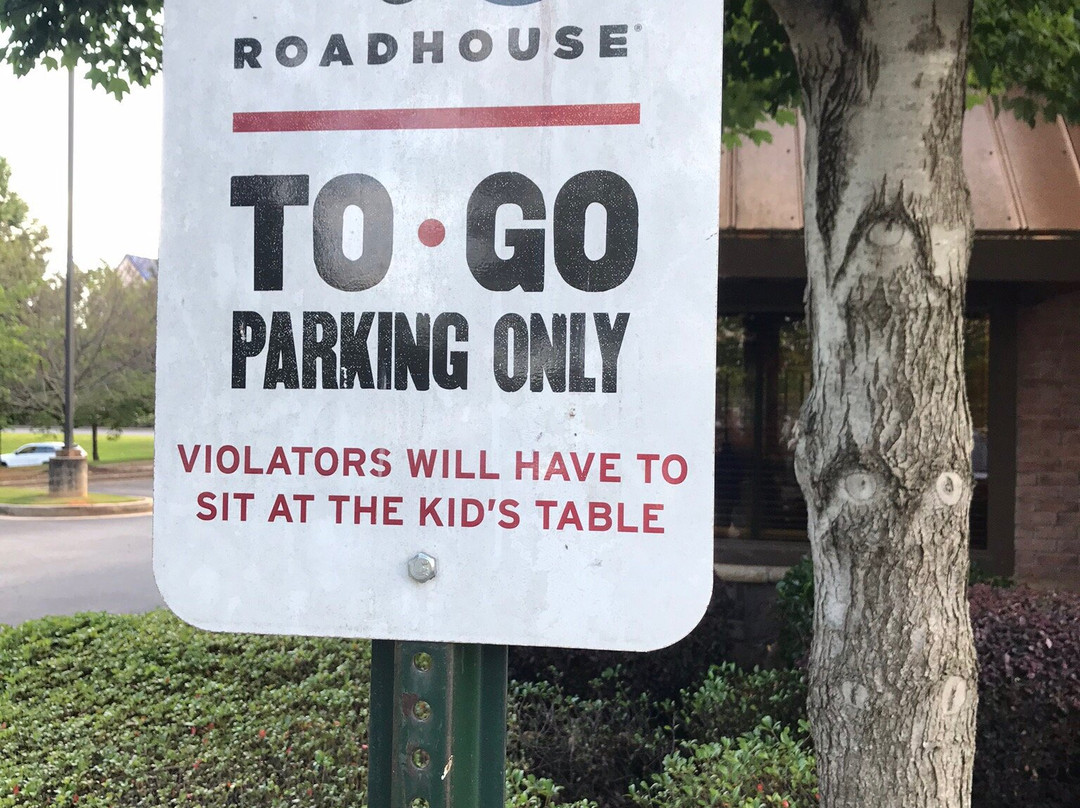 ROADHOUSE®
TO•GO
PARKING ONLY
VIOLATORS WILL HAVE TO
SIT AT THE KID'S TABLE